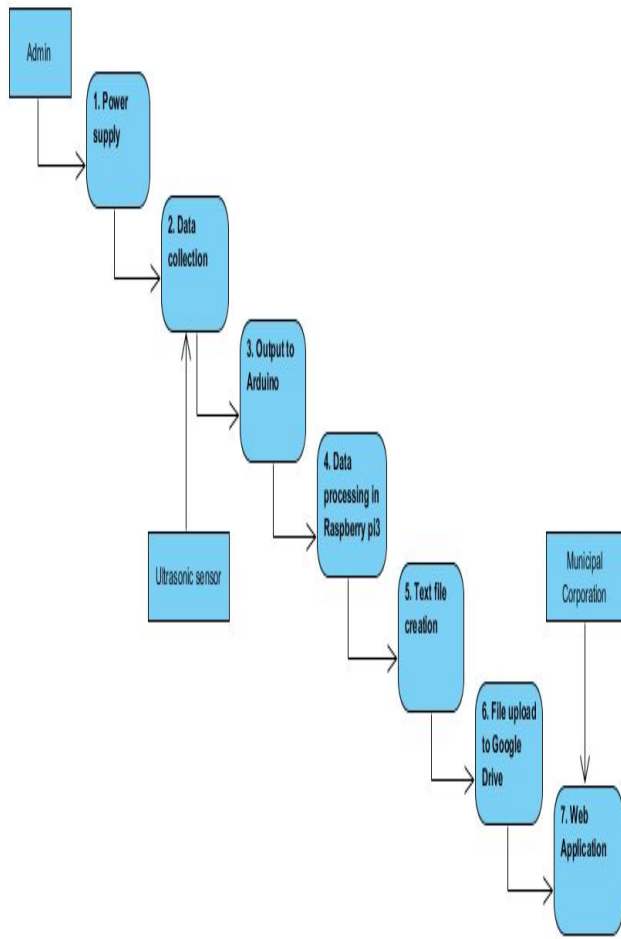 Admin
1. Power
supply
2. Data
collection
3. Output to
Arduino
4. Data
processing in
Raspberry pi3
Ultrasonic sensor
Municipal
Corporation
5. Text file
creation
6. File upload
to Google
Drive
7. Web
Application